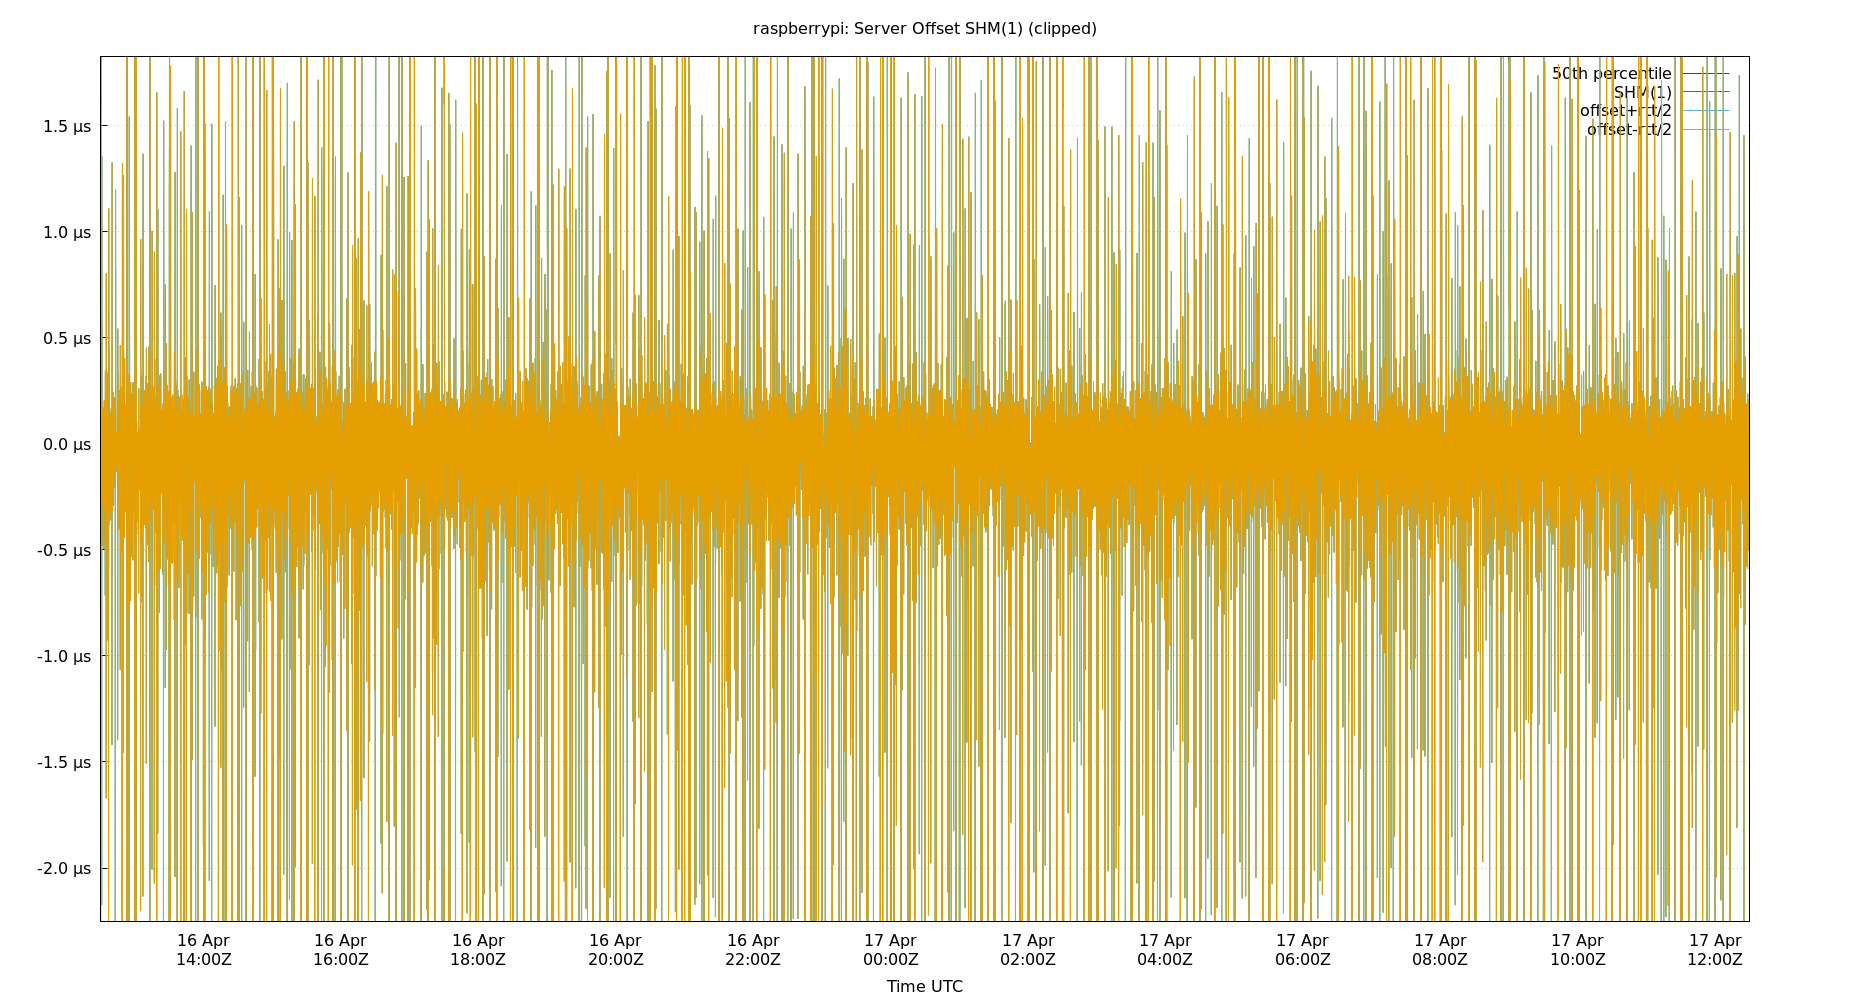 raspberrypi: Server Offset SHM(1) (clipped)
50th percentile
SHM(1)
offset+rtt/2
offset-rtt/2
1.5 µs
1.0 µs
0.5 µs
0.0 µs
-0.5 µs
-1.0 µs
-1.5 µs
-2.0 µs
16 Apr 16 Apr 16 Apr 16 Apr 16 Apr 17 Apr 17 Apr 17 Apr 17 Apr 17 Apr 17 Apr 17 Apr
14:00Z 16:00Z 18:00Z 20:00Z 22:00Z 00:00Z 02:00Z 04:00Z 06:00Z 08:00Z 10:00Z 12:00Z
Time UTC